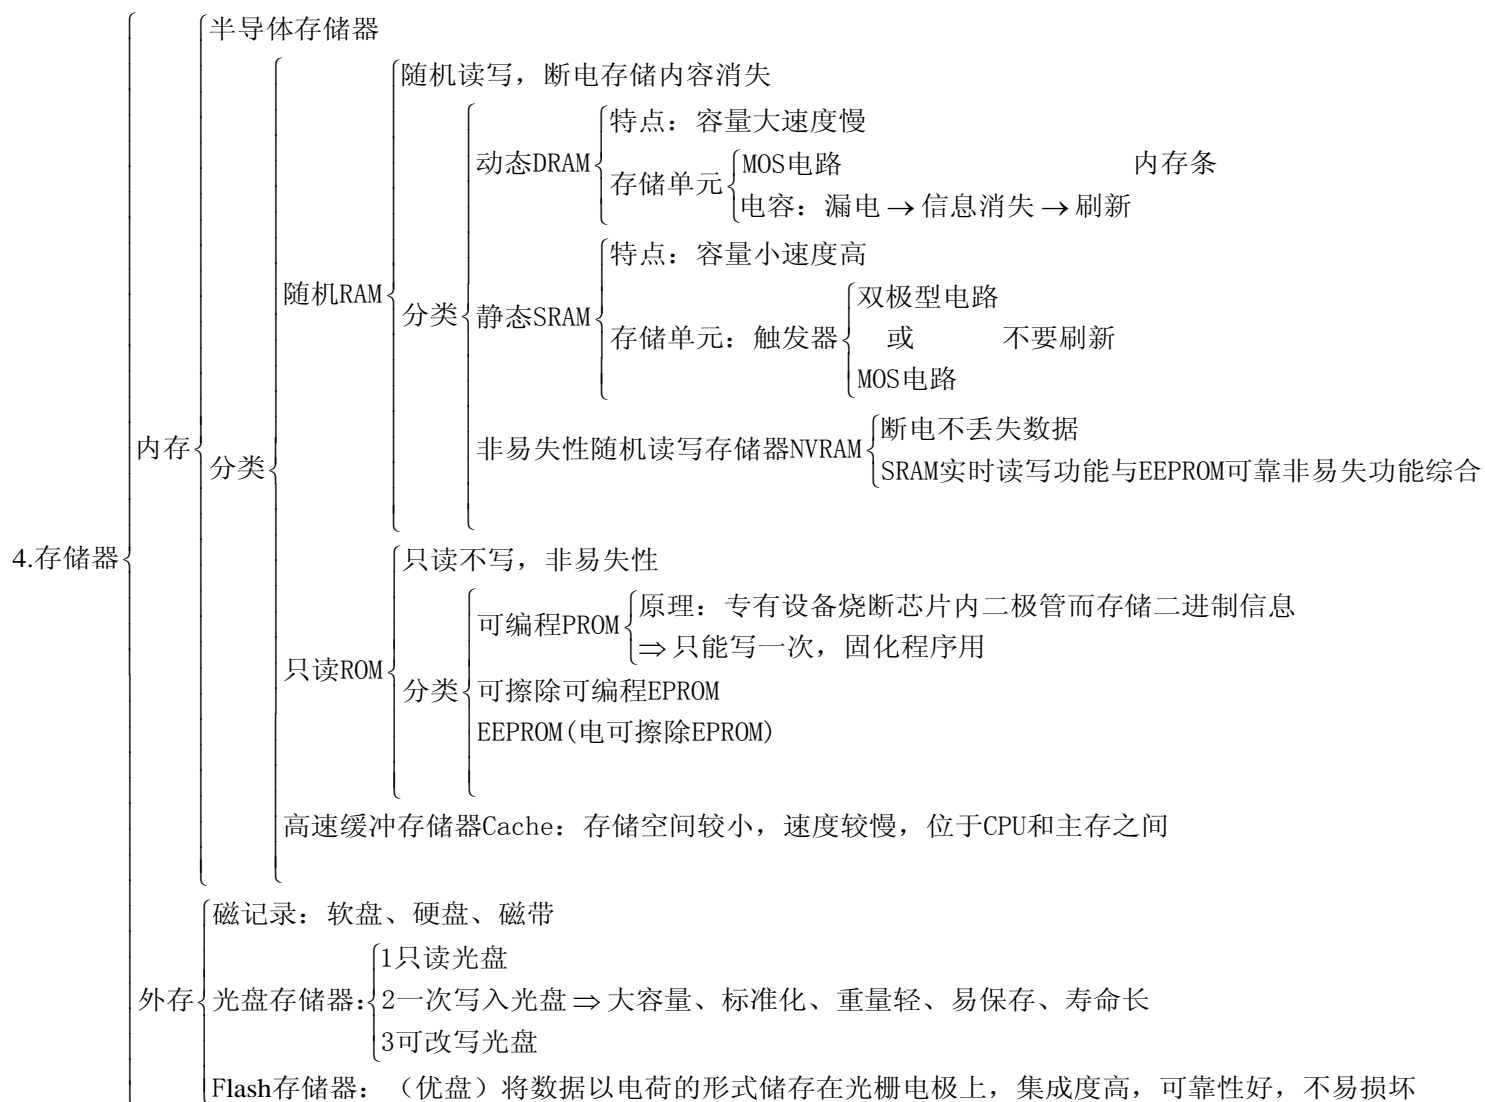 半导体存储器
随机读写，断电存储内容消失
特点：容量大速度慢
动态DRAM
MOS电路
内存条
存储单元
电容：漏电→信息消失→刷新
特点：容量小速度高
随机RAM
双极型电路
分类
静态SRAM
存储单元：触发器
或
不要刷新
MOS电路
断电不丢失数据
内存
非易失性随机读写存储器NVRAM
分类
SRAM实时读写功能与EEPROM可靠非易失功能综合
4.存储器
只读不写，非易失性
原理：专有设备烧断芯片内二极管而存储二进制信息
可编程PROM
⇒只能写一次，固化程序用
只读ROM
分类
可擦除可编程EPROM
EEPROM(电可擦除EPROM)
高速缓冲存储器Cache：存储空间较小，速度较慢，位于CPU和主存之间
磁记录：软盘、硬盘、磁带
1只读光盘
外存
光盘存储器：
2一次写入光盘⇒大容量、标准化、重量轻、易保存、寿命长
3可改写光盘
Flash存储器：（优盘）将数据以电荷的形式储存在光栅电极上，集成度高，可靠性好，不易损坏